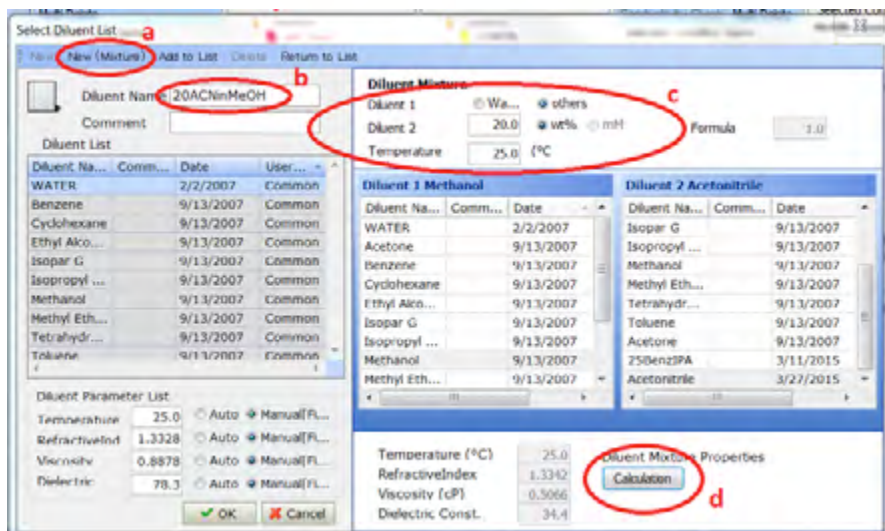 Select Diluent List
a
New (Mixture) Add to List Delete Return to List
b
Diluent Name 20ACNinMeOH
Comment
Diluent List
Diluent Na... Comm... Date User...
WATER 2/2/2007 Common
Benzene 9/13/2007 Common
Cyclohexane 9/13/2007 Common
Ethyl Alco... 9/13/2007 Common
Isopar G 9/13/2007 Common
Isopropyl ... 9/13/2007 Common
Methanol 9/13/2007 Common
Methyl Eth... 9/13/2007 Common
Tetrahydr... 9/13/2007 Common
Toluene 9/13/2007 Common
Diluent Parameter List
Temperature 25.0 Auto Manual(Fi...
RefractiveInd 1.3328 Auto Manual(Fi...
Viscosity 0.8878 Auto Manual(Fi...
Dielectric 78.3 Auto Manual(Fi...
OK Cancel
Diluent Mixture
c
Diluent 1 Wa... others
Diluent 2 20.0 wt% mM Formula 1.0
Temperature 25.0 (°C
Diluent 1 Methanol
Diluent Na... Comm... Date
WATER 2/2/2007
Acetone 9/13/2007
Benzene 9/13/2007
Cyclohexane 9/13/2007
Ethyl Alco... 9/13/2007
Isopar G 9/13/2007
Isopropyl ... 9/13/2007
Methanol 9/13/2007
Methyl Eth... 9/13/2007
Diluent 2 Acetonitrile
Diluent Na... Comm... Date
Isopar G 9/13/2007
Isopropyl ... 9/13/2007
Methanol 9/13/2007
Methyl Eth... 9/13/2007
Tetrahydr... 9/13/2007
Toluene 9/13/2007
Acetone 9/13/2007
25BenzIPA 3/11/2015
Acetonitrile 3/27/2015
Temperature (°C) 25.0
RefractiveIndex 1.3342
Viscosity (cP) 0.5066
Dielectric Const. 34.4
Diluent Mixture Properties
Calculation
d